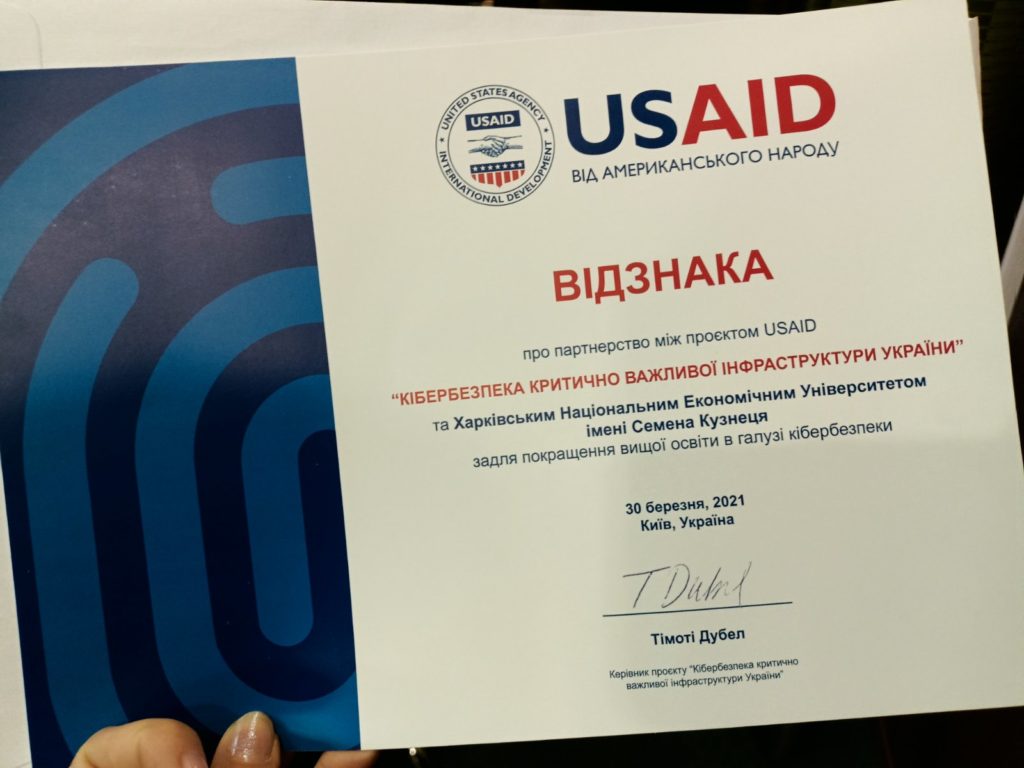 UNITED STATES AGENCY
USAID
INTERNATIONAL DEVELOPMENT
USAID
ВІД АМЕРИКАНСЬКОГО НАРОДУ
ВІДЗНАКА
про партнерство між проєктом USAID
“КІБЕРБЕЗПЕКА КРИТИЧНО ВАЖЛИВОЇ ІНФРАСТРУКТУРИ УКРАЇНИ”
та Харківським Національним Економічним Університетом
імені Семена Кузнеця
задля покращення вищої освіти в галузі кібербезпеки
30 березня, 2021
Київ, Україна
T Dubel
Тімоті Дубел
Керівник проєкту “Кібербезпека критично
важливої інфраструктури України”